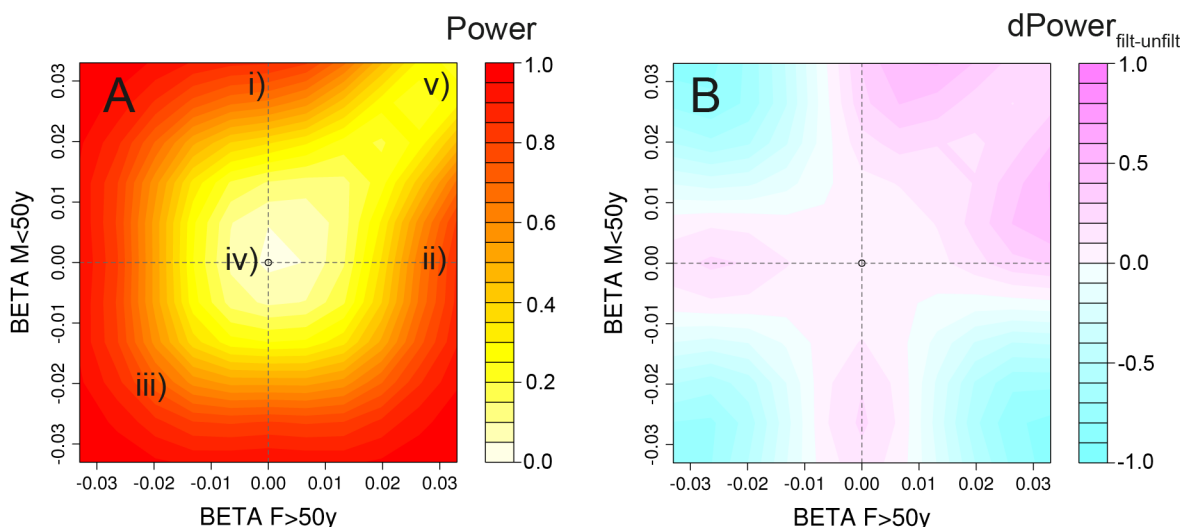 Power
dPower filt-unfilt
A
i)
v)
iv)
ii)
iii)
BETA M<50y
0.03
0.02
0.01
0.00
-0.01
-0.02
-0.03
-0.03 -0.02 -0.01 0.00 0.01 0.02 0.03
BETA F>50y
1.0
0.8
0.6
0.4
0.2
0.0
B
BETA M<50y
0.03
0.02
0.01
0.00
-0.01
-0.02
-0.03
-0.03 -0.02 -0.01 0.00 0.01 0.02 0.03
BETA F>50y
1.0
0.5
0.0
-0.5
-1.0